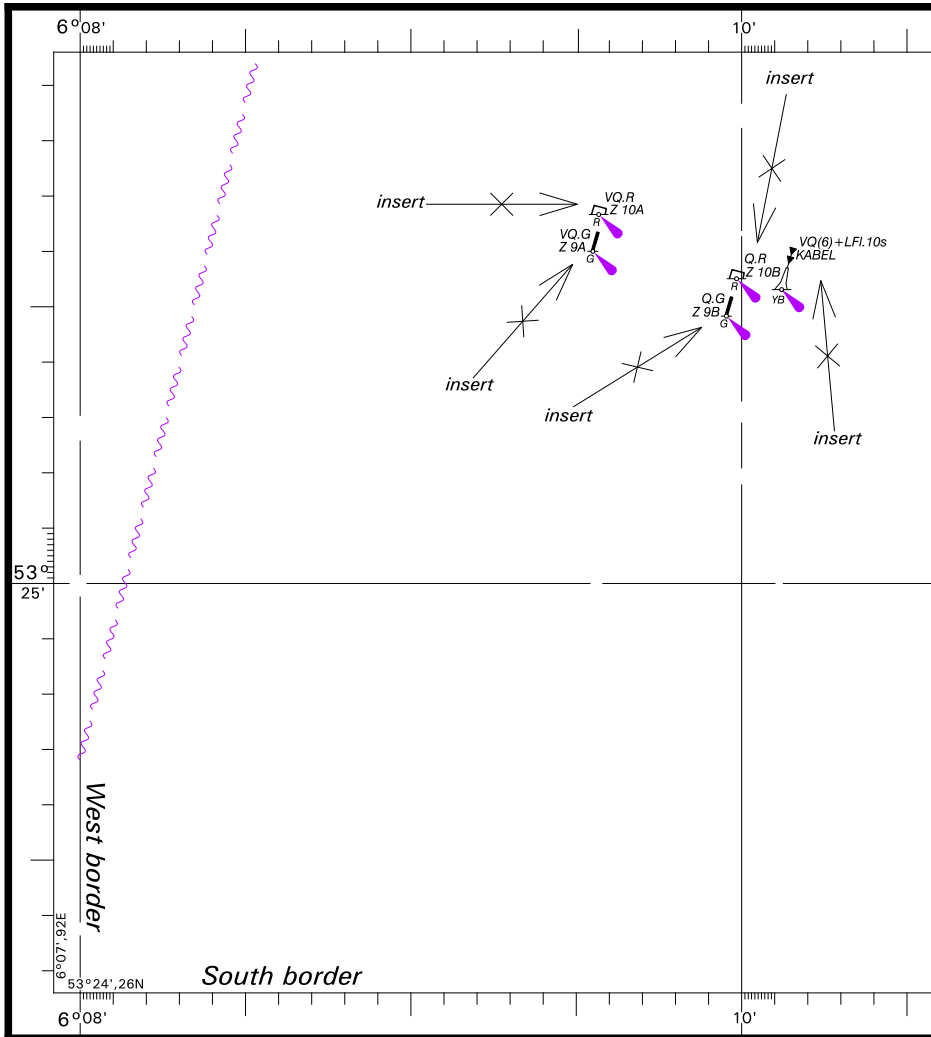 6°08'
10'
insert
insert
VQ.R
Z 10A
R
VQ.G
Z 9A
G
VQ(6)+LFl.10s
KABEL
Q.R
Z 10B
R
YB
Q.G
Z 9B
G
insert
insert
insert
53°
25'
West border
6°07',92E
53°24',26N
South border
6°08'
10'